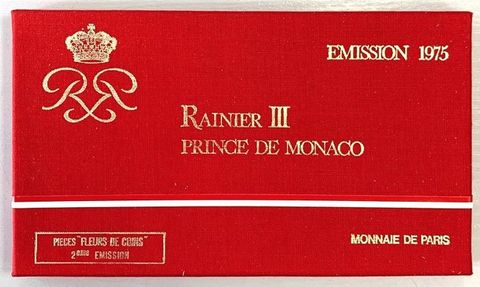 EMISSION 1975
RAINIER III
PRINCE DE MONACO
PIECES "FLEURS DE COINS"
2ème EMISSION
MONNAIE DE PARIS